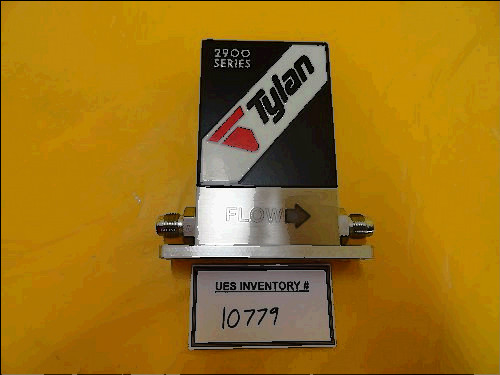 2900
SERIES
Tylan
FLOW
UES INVENTORY #
10779